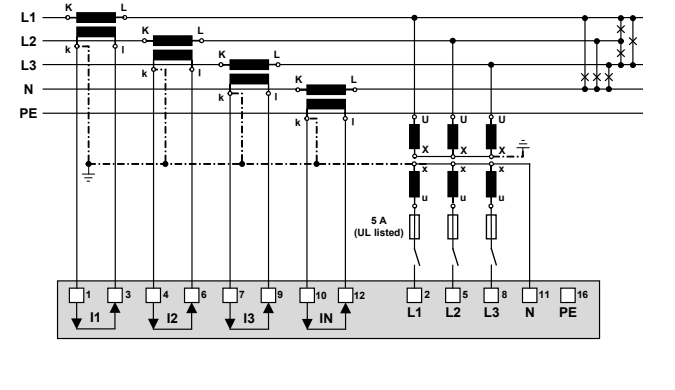 L1 K L
L2 k l K L
L3 k l K L
N k l K L
PE k l
U U U
X X X
x x x
u u u
5 A
(UL listed)
1 3 4 6 7 9 10 12 2 5 8 11 16
I1 I2 I3 IN L1 L2 L3 N PE